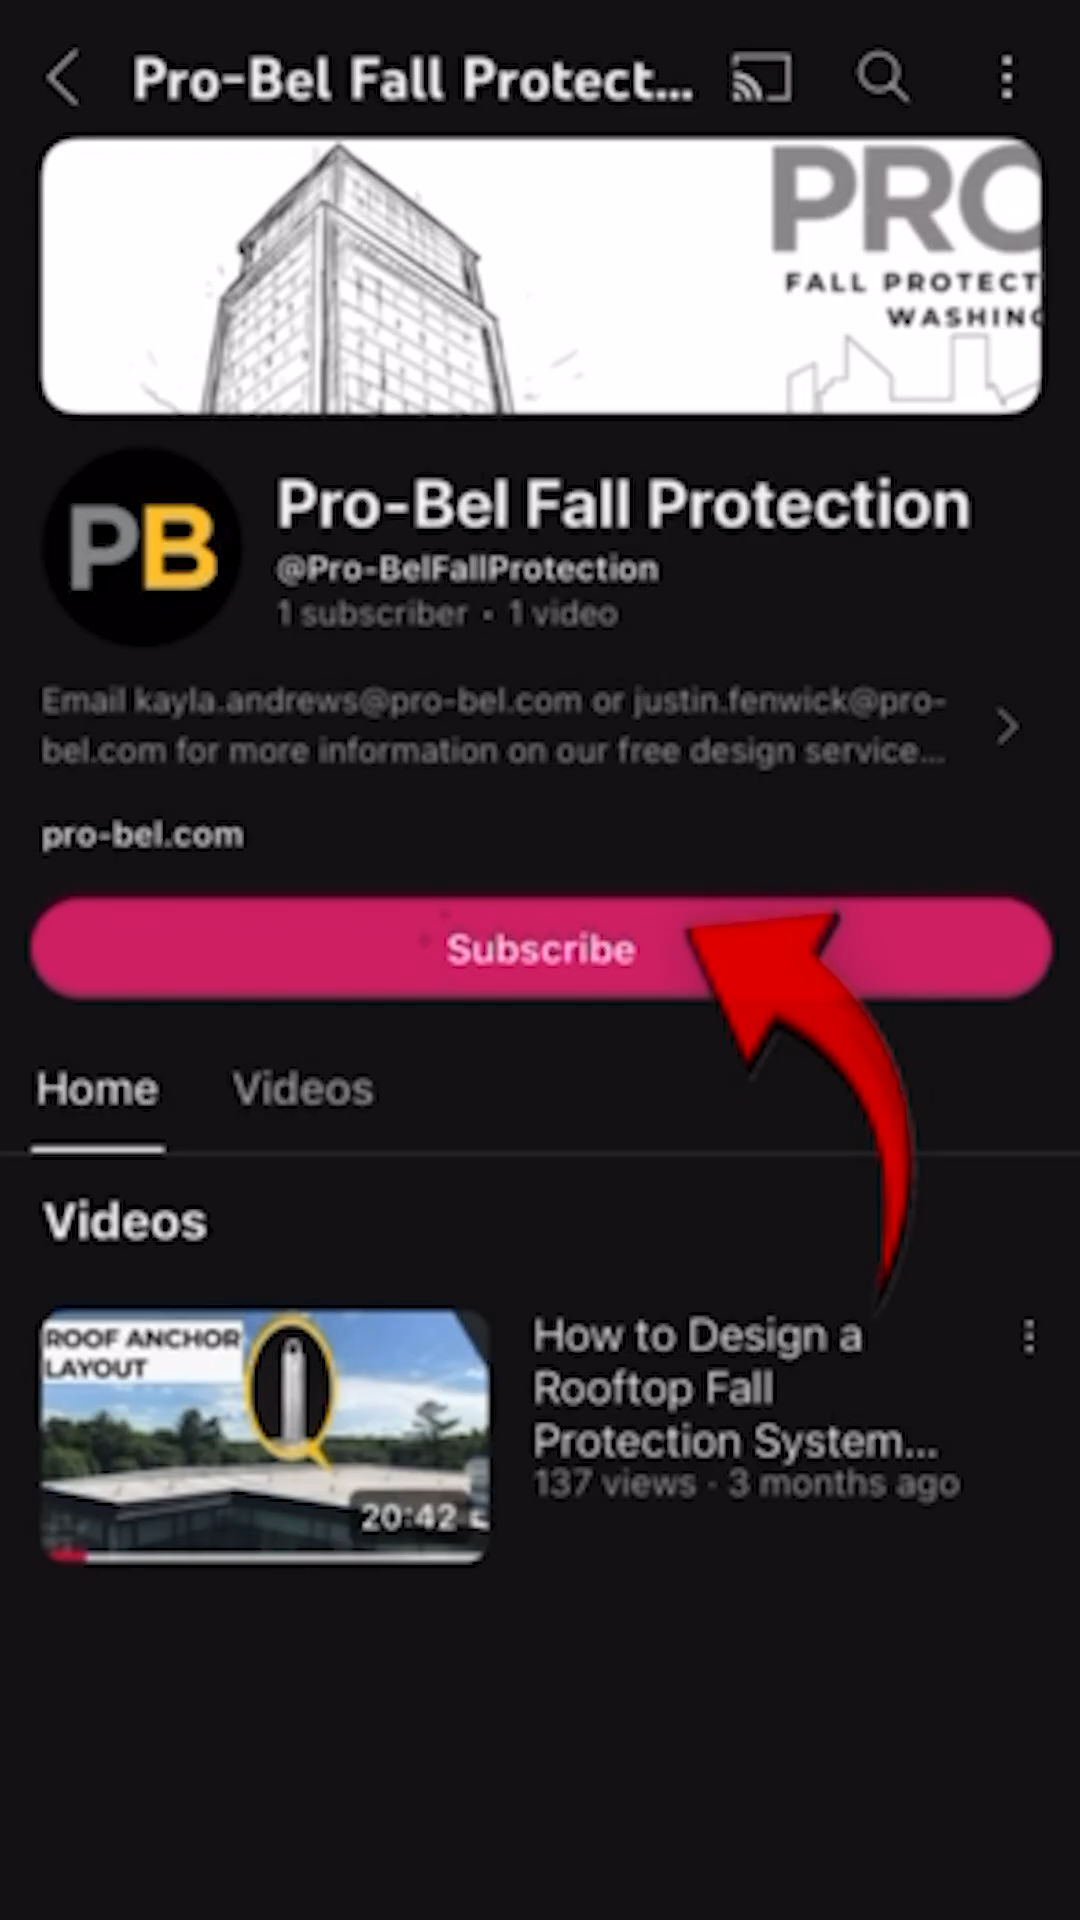 Pro-Bel Fall Protect...
PRO
FALL PROTECT
WASHING
PB
Pro-Bel Fall Protection
@Pro-BelFallProtection
1 subscriber • 1 video
Email kayla.andrews@pro-bel.com or justin.fenwick@pro-
bel.com for more information on our free design service...
pro-bel.com
Subscribe
Home Videos
Videos
ROOF ANCHOR
LAYOUT
20:42
How to Design a
Rooftop Fall
Protection System...
137 views · 3 months ago